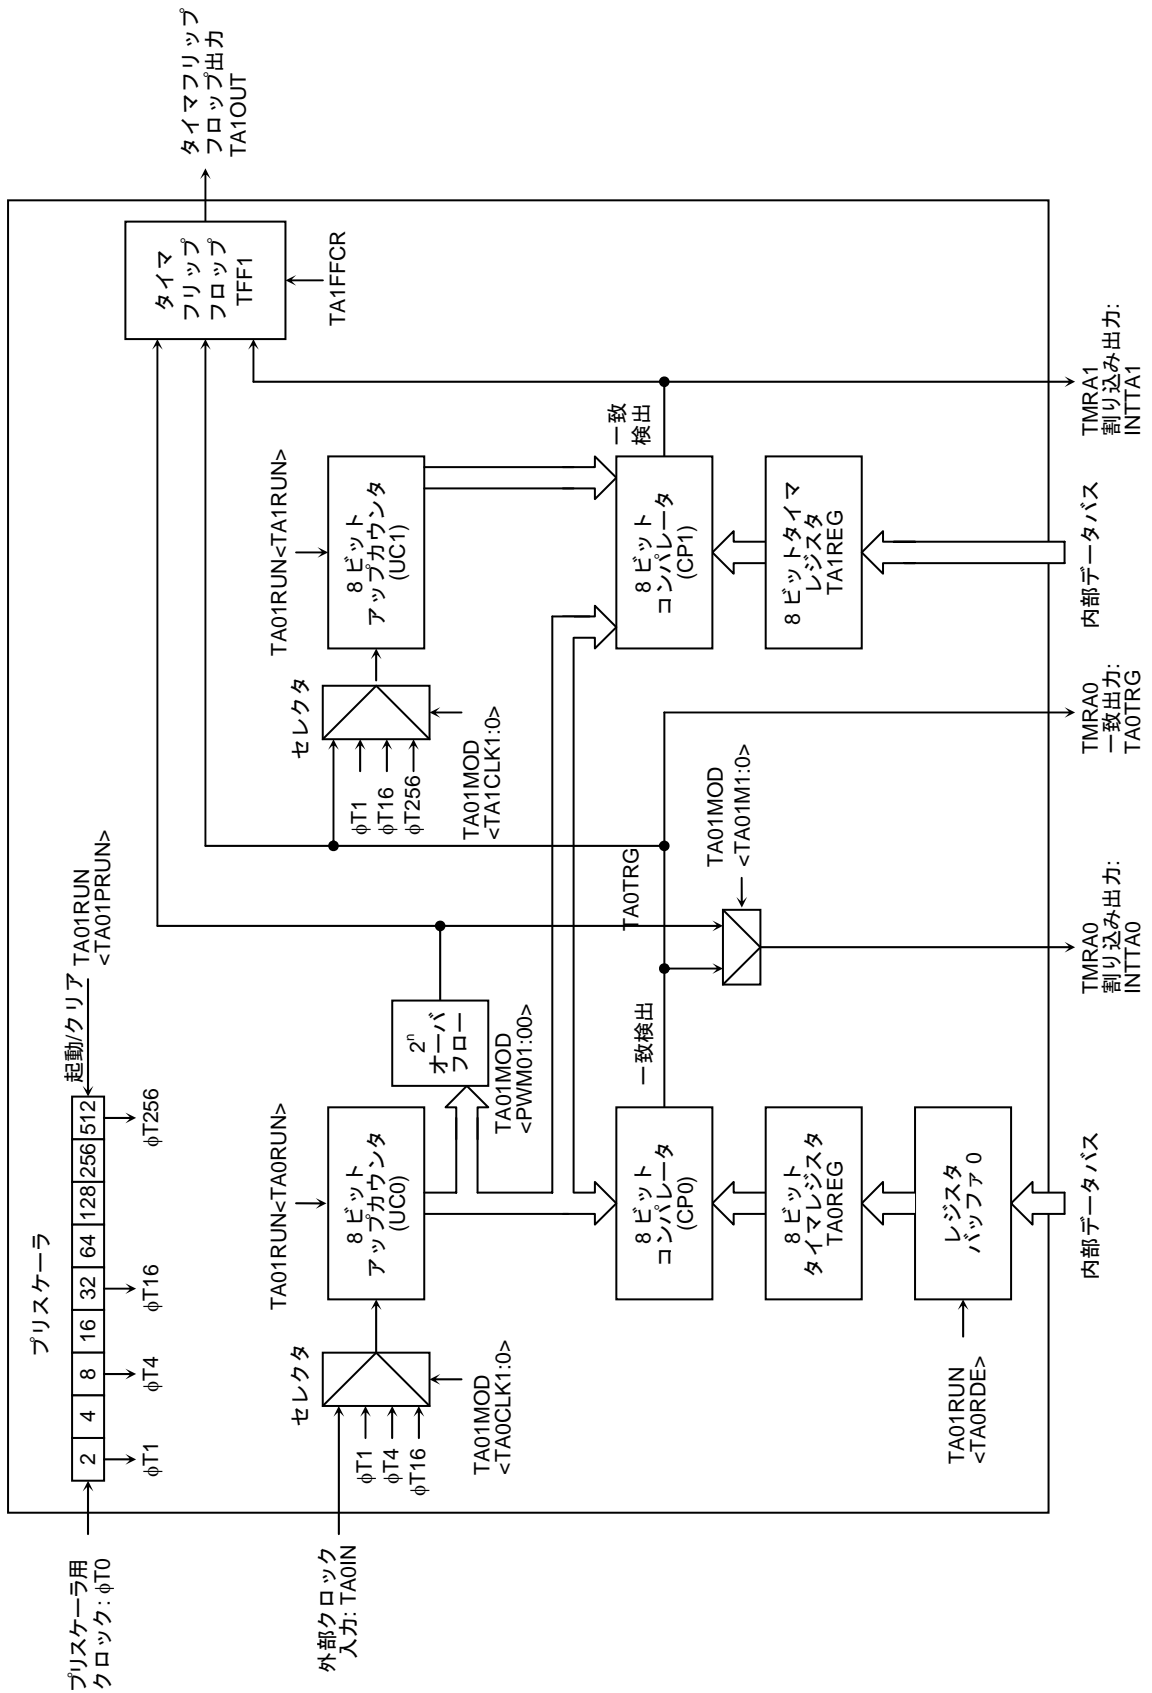 プリスケーラ
プリスケーラ用
クロック: φT0
2
4
8
16
32
64
128
256
512
起動/クリア
TA01RUN
<TA01PRUN>
φT1
φT4
φT16
φT256
外部クロック
入力: TA0IN
セレクタ
φT1
φT4
φT16
TA01MOD
<TA0CLK1:0>
TA01RUN<TA0RUN>
8 ビット
アップカウンタ
(UC0)
2n
オーバ
フロー
TA01MOD
<PWM01:00>
セレクタ
φT1
φT16
φT256
TA01MOD
<TA1CLK1:0>
TA01RUN<TA1RUN>
8 ビット
アップカウンタ
(UC1)
タイマ
フリップ
フロップ
TFF1
TA1FFCR
タイマフリップ
フロップ出力
TA1OUT
8 ビット
コンパレータ
(CP0)
一致検出
TA0TRG
8 ビット
コンパレータ
(CP1)
一致
検出
8 ビット
タイマレジスタ
TA0REG
TA01MOD
<TA01M1:0>
8 ビットタイマ
レジスタ
TA1REG
TA01RUN
<TA0RDE>
レジスタ
バッファ 0
内部データバス
TMRA0
割り込み出力:
INTTA0
TMRA0
一致出力:
TA0TRG
内部データバス
TMRA1
割り込み出力:
INTTA1